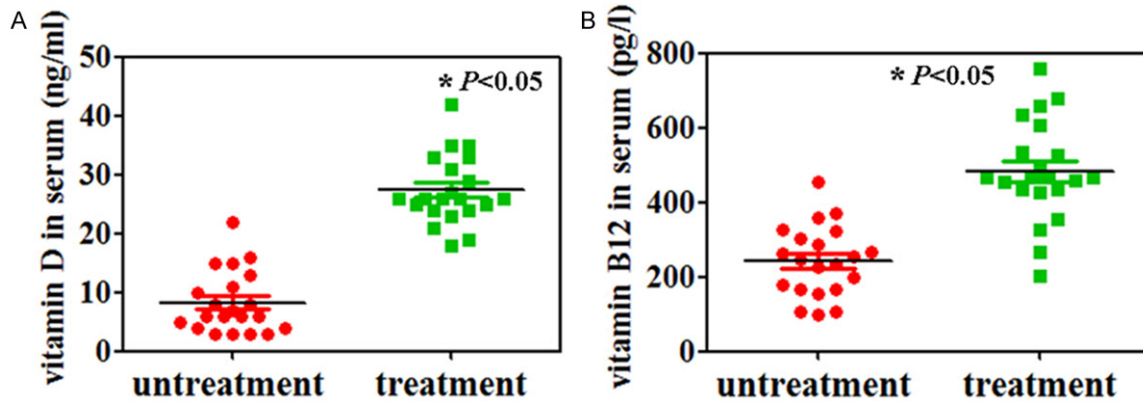 A
vitamin D in serum (ng/ml)
50
40
30
20
10
0
* P<0.05
untreatment
treatment
B
vitamin B12 in serum (pg/l)
800
600
400
200
0
* P<0.05
untreatment
treatment